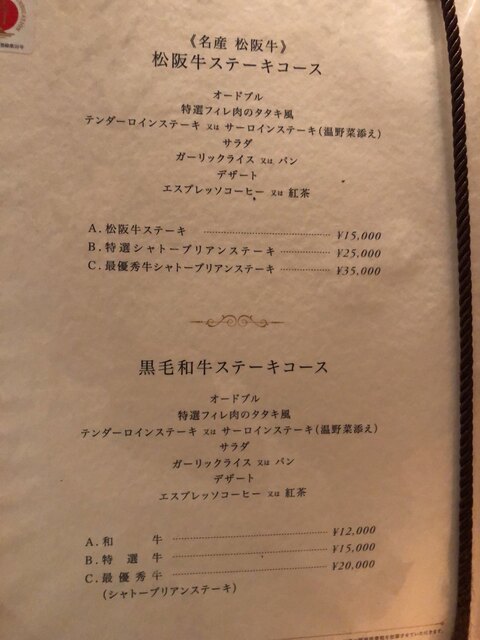 《名産 松阪牛》
松阪牛ステーキコース
オードブル
特選フィレ肉のタタキ風
テンダーロインステーキ 又は サーロインステーキ(温野菜添え)
サラダ
ガーリックライス 又は パン
デザート
エスプレッソコーヒー 又は 紅茶
A.松阪牛ステーキ ¥15,000
B.特選シャトーブリアンステーキ ¥25,000
C.最優秀牛シャトーブリアンステーキ ¥35,000
黒毛和牛ステーキコース
オードブル
特選フィレ肉のタタキ風
テンダーロインステーキ 又は サーロインステーキ(温野菜添え)
サラダ
ガーリックライス 又は パン
デザート
エスプレッソコーヒー 又は 紅茶
A.和 牛 ¥12,000
B.特 選 牛 ¥15,000
C.最 優 秀 牛 ¥20,000
(シャトーブリアンステーキ)